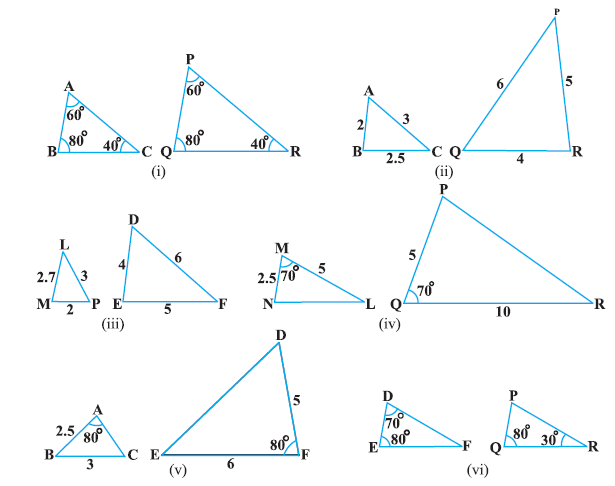 A 60° B 80° 40° C
P 60° Q 80° 40° R
(i)
A 2 3 B 2.5 C
P 6 5 Q 4 R
(ii)
L 2.7 3 M 2 P
D 4 6 E 5 F
(iii)
M 2.5 70° 5 N L
P 5 Q 70° 10 R
(iv)
A 2.5 80° B 3 C
D 5 80° E 6 F
(v)
D 70° E 80° F
P Q 80° 30° R
(vi)